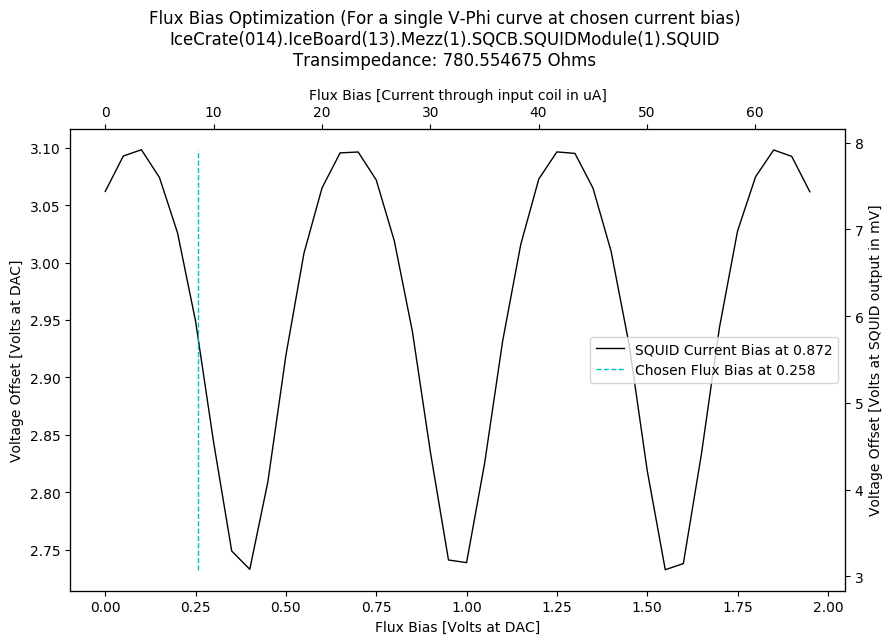 Flux Bias Optimization (For a single V-Phi curve at chosen current bias)
IceCrate(014).IceBoard(13).Mezz(1).SQCB.SQUIDModule(1).SQUID
Transimpedance: 780.554675 Ohms
Flux Bias [Current through input coil in uA]
0 10 20 30 40 50 60
Voltage Offset [Volts at DAC]
3.10
3.05
3.00
2.95
2.90
2.85
2.80
2.75
8
7
6
5
4
3
Voltage Offset [Volts at SQUID output in mV]
SQUID Current Bias at 0.872
Chosen Flux Bias at 0.258
0.00 0.25 0.50 0.75 1.00 1.25 1.50 1.75 2.00
Flux Bias [Volts at DAC]